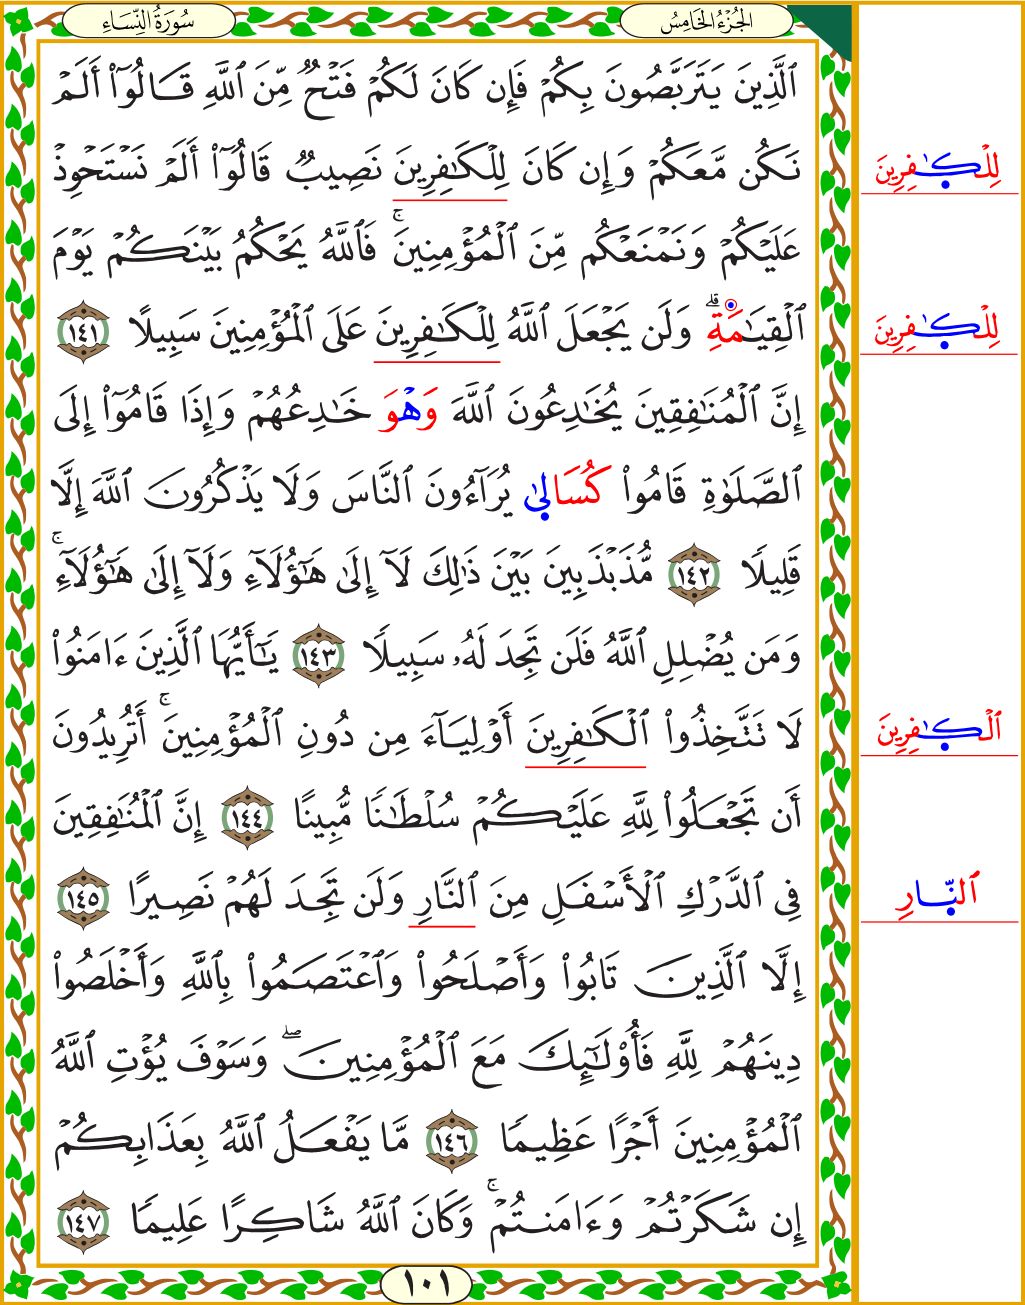 سُورَةُ النِّسَاءِ
الجُزْءُ الخَامِسُ
ٱلَّذِينَ يَتَرَبَّصُونَ بِكُمْ فَإِن كَانَ لَكُمْ فَتْحٌ مِّنَ ٱللَّهِ قَالُوٓا۟ أَلَمْ
نَكُن مَّعَكُمْ وَإِن كَانَ لِلْكَـٰفِرِينَ نَصِيبٌ قَالُوٓا۟ أَلَمْ نَسْتَحْوِذْ
لِلْكَـٰفِرِينَ
عَلَيْكُمْ وَنَمْنَعْكُم مِّنَ ٱلْمُؤْمِنِينَ ۚ فَٱللَّهُ يَحْكُمُ بَيْنَكُمْ يَوْمَ
ٱلْقِيَـٰمَةِ ۗ وَلَن يَجْعَلَ ٱللَّهُ لِلْكَـٰفِرِينَ عَلَى ٱلْمُؤْمِنِينَ سَبِيلًا ١٤١
لِلْكَـٰفِرِينَ
إِنَّ ٱلْمُنَـٰفِقِينَ يُخَـٰدِعُونَ ٱللَّهَ وَهْوَ خَـٰدِعُهُمْ وَإِذَا قَامُوٓا۟ إِلَى
ٱلصَّلَوٰةِ قَامُوا۟ كُسَالىٰ يُرَآءُونَ ٱلنَّاسَ وَلَا يَذْكُرُونَ ٱللَّهَ إِلَّا
قَلِيلًا ١٤٢ مُّذَبْذَبِينَ بَيْنَ ذَٰلِكَ لَآ إِلَىٰ هَـٰٓؤُلَآءِ وَلَآ إِلَىٰ هَـٰٓؤُلَآءِ ۚ
وَمَن يُضْلِلِ ٱللَّهُ فَلَن تَجِدَ لَهُۥ سَبِيلًا ١٤٣ يَـٰٓأَيُّهَا ٱلَّذِينَ ءَامَنُوا۟
لَا تَتَّخِذُوا۟ ٱلْكَـٰفِرِينَ أَوْلِيَآءَ مِن دُونِ ٱلْمُؤْمِنِينَ ۚ أَتُرِيدُونَ
ٱلْكَـٰفِرِينَ
أَن تَجْعَلُوا۟ لِلَّهِ عَلَيْكُمْ سُلْطَـٰنًا مُّبِينًا ١٤٤ إِنَّ ٱلْمُنَـٰفِقِينَ
فِى ٱلدَّرَكِ ٱلْأَسْفَلِ مِنَ ٱلنَّارِ وَلَن تَجِدَ لَهُمْ نَصِيرًا ١٤٥
ٱلنَّارِ
إِلَّا ٱلَّذِينَ تَابُوا۟ وَأَصْلَحُوا۟ وَٱعْتَصَمُوا۟ بِٱللَّهِ وَأَخْلَصُوا۟
دِينَهُمْ لِلَّهِ فَأُو۟لَـٰٓئِكَ مَعَ ٱلْمُؤْمِنِينَ ۖ وَسَوْفَ يُؤْتِ ٱللَّهُ
ٱلْمُؤْمِنِينَ أَجْرًا عَظِيمًا ١٤٦ مَّا يَفْعَلُ ٱللَّهُ بِعَذَابِكُمْ
إِن شَكَرْتُمْ وَءَامَنتُمْ ۚ وَكَانَ ٱللَّهُ شَاكِرًا عَلِيمًا ١٤٧
١٠١